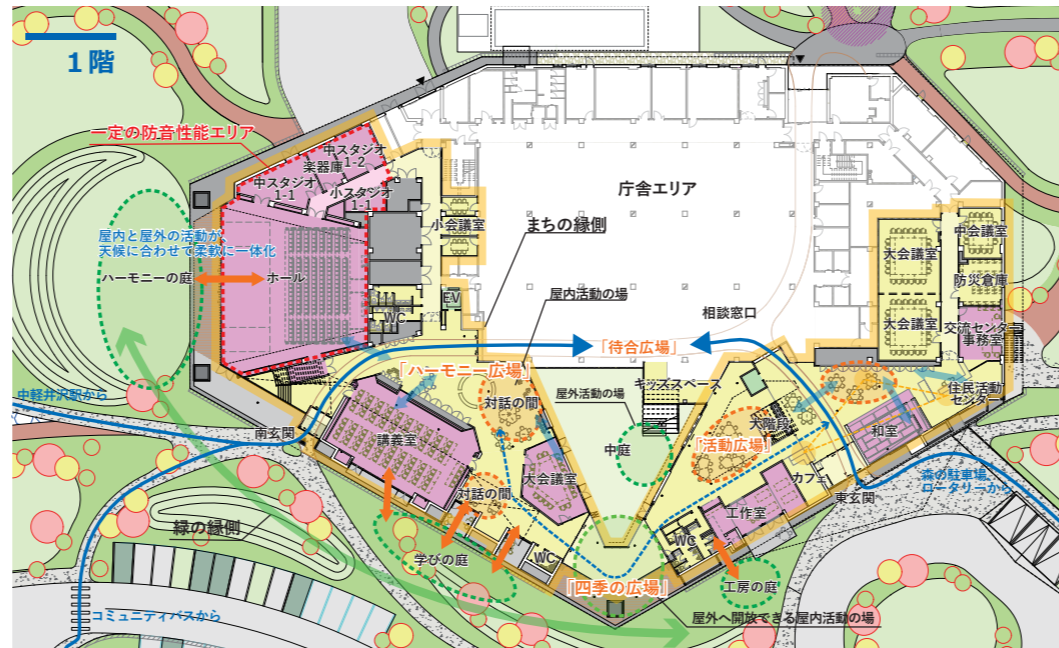 1階
一定の防音性能エリア
中スタジオ
1-2
楽器庫
中スタジオ
1-1
小スタジオ
1-1
屋内と屋外の活動が、
天候に合わせて柔軟に一体化
ハーモニーの庭
ホール
小会議室
まちの縁側
庁舎エリア
EV
WC
屋内活動の場
相談窓口
大会議室
中会議室
防災倉庫
大会議室
交流センター
事務室
「待合広場」
「ハーモニー広場」
対話の間
屋外活動の場
キッズスペース
住民活動
センター
中軽井沢駅から
南玄関
講義室
大階段
和室
「活動広場」
中庭
大会議室
カフェ
対話の間
森の駐車場、
ロータリーから
東玄関
緑の縁側
工作室
学びの庭
WC
WC
「四季の広場」
工房の庭
コミュニティバスから
屋外へ開放できる屋内活動の場